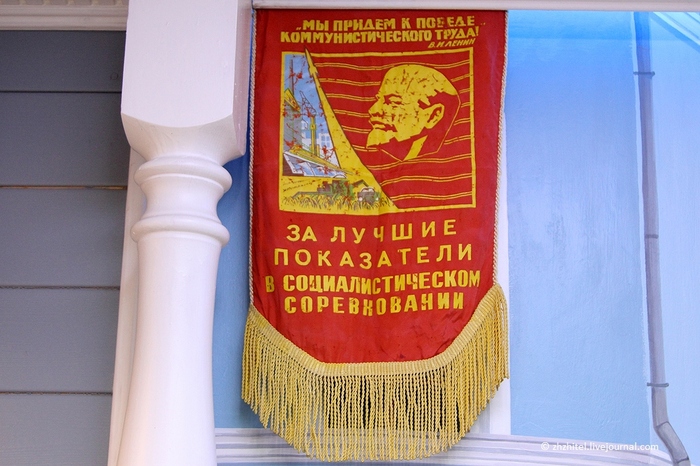 „МЫ ПРИДЕМ К ПОБЕДЕ
КОММУНИСТИЧЕСКОГО ТРУДА!
В.И.ЛЕНИН
ЗА ЛУЧШИЕ
ПОКАЗАТЕЛИ
В СОЦИАЛИСТИЧЕСКОМ
СОРЕВНОВАНИИ
© zhzhitel.livejournal.com